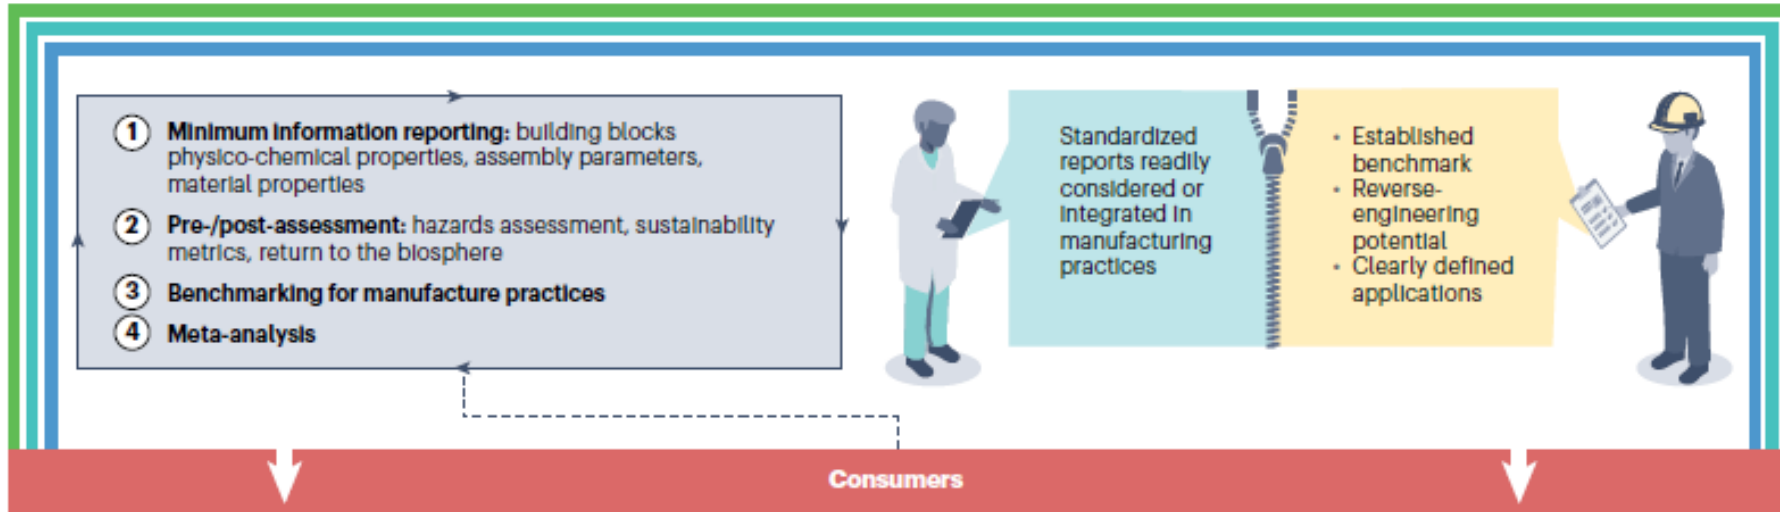 1 Minimum information reporting: building blocks
physico-chemical properties, assembly parameters,
material properties
2 Pre-/post-assessment: hazards assessment, sustainability
metrics, return to the biosphere
3 Benchmarking for manufacture practices
4 Meta-analysis
Standardized
reports readily
considered or
integrated in
manufacturing
practices
• Established
benchmark
• Reverse-
engineering
potential
• Clearly defined
applications
Consumers